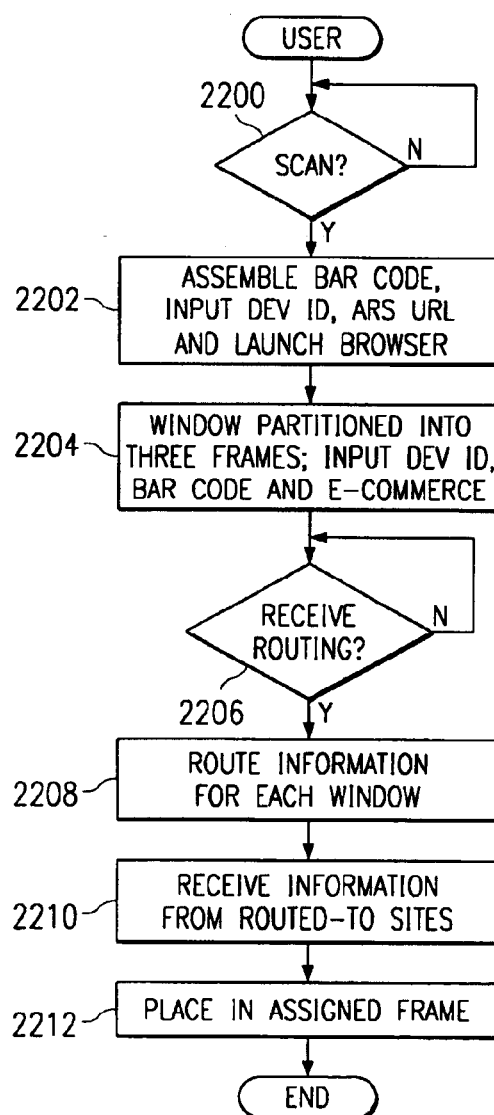 USER
2200
SCAN?
N
Y
2202
ASSEMBLE BAR CODE,
INPUT DEV ID, ARS URL
AND LAUNCH BROWSER
2204
WINDOW PARTITIONED INTO
THREE FRAMES; INPUT DEV ID,
BAR CODE AND E-COMMERCE
RECEIVE
ROUTING?
N
2206
Y
2208
ROUTE INFORMATION
FOR EACH WINDOW
2210
RECEIVE INFORMATION
FROM ROUTED-TO SITES
2212
PLACE IN ASSIGNED FRAME
END